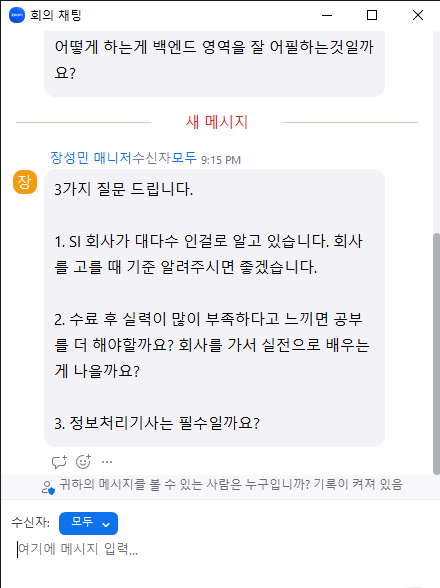 회의 채팅
어떻게 하는게 백엔드 영역을 잘 어필하는것일까
요?
새 메시지
장성민 매니저수신자모두 9:15 PM
장
3가지 질문 드립니다.
1. SI 회사가 대다수 인걸로 알고 있습니다. 회사
를 고를 때 기준 알려주시면 좋겠습니다.
2. 수료 후 실력이 많이 부족하다고 느끼면 공부
를 더 해야할까요? 회사를 가서 실전으로 배우는
게 나을까요?
3. 정보처리기사는 필수일까요?
귀하의 메시지를 볼 수 있는 사람은 누구입니까? 기록이 켜져 있음
수신자: 모두
여기에 메시지 입력...